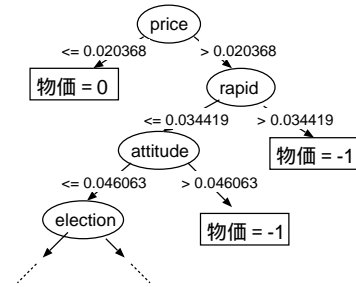 price
<= 0.020368
> 0.020368
物価 = 0
rapid
<= 0.034419
> 0.034419
attitude
物価 = -1
<= 0.046063
> 0.046063
election
物価 = -1